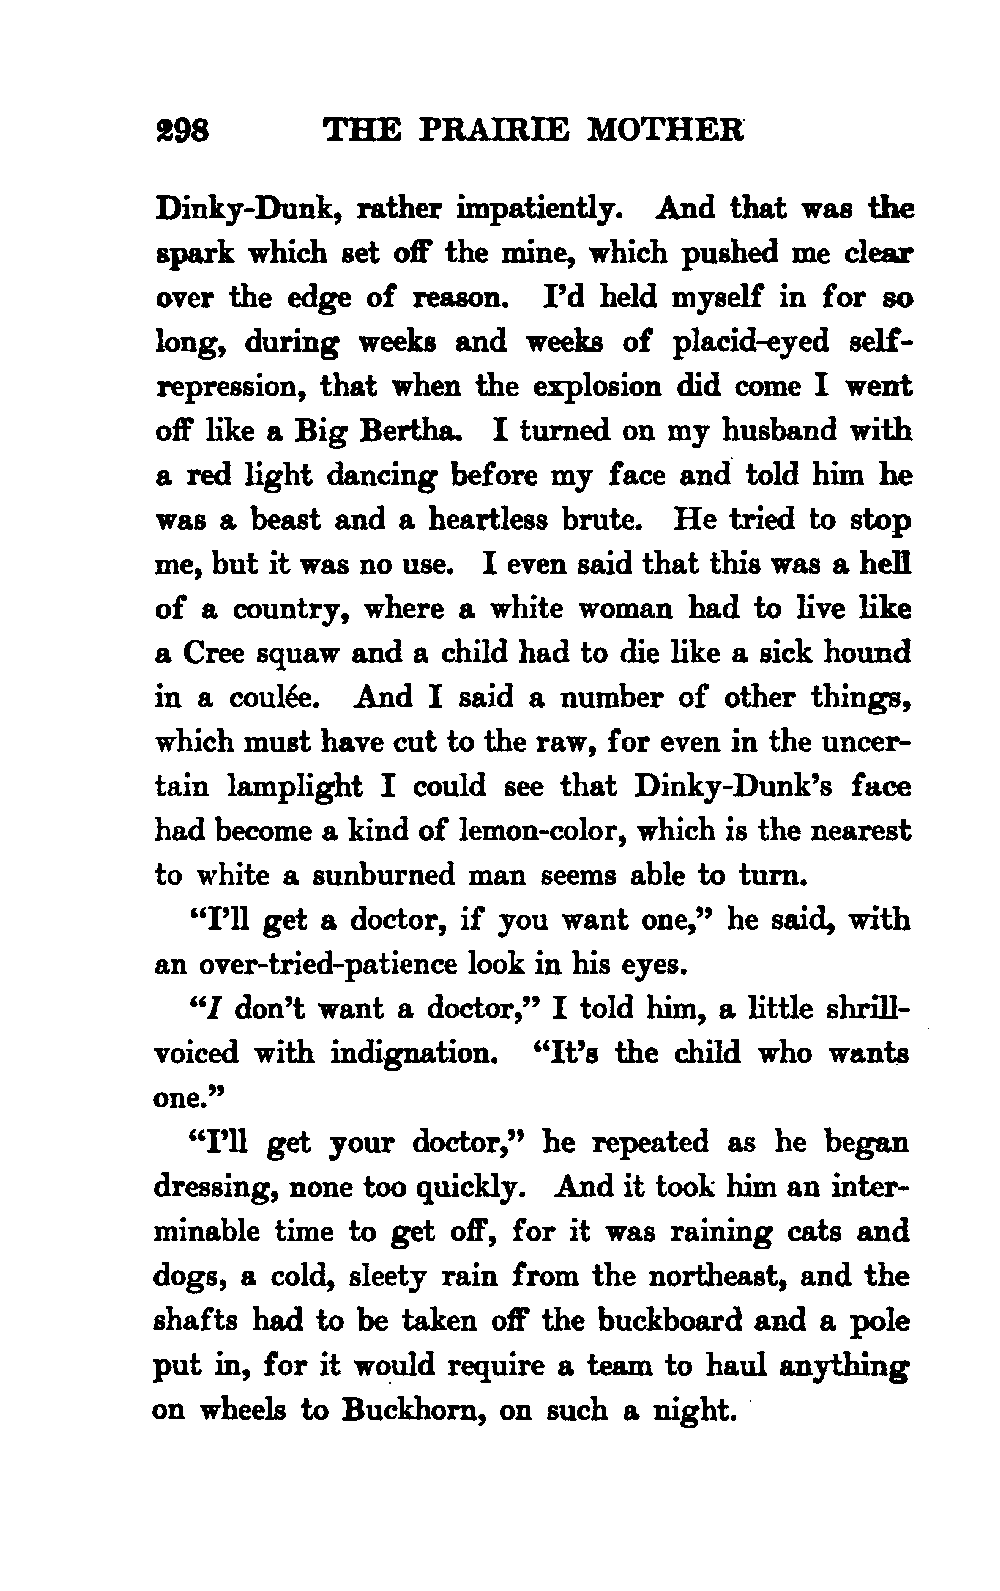 298 THE PRAIRIE MOTHER
Dinky-Dunk, rather impatiently. And that was the
spark which set off the mine, which pushed me clear
over the edge of reason. I'd held myself in for so
long, during weeks and weeks of placid-eyed self-
repression, that when the explosion did come I went
off like a Big Bertha. I turned on my husband with
a red light dancing before my face and told him he
was a beast and a heartless brute. He tried to stop
me, but it was no use. I even said that this was a hell
of a country, where a white woman had to live like
a Cree squaw and a child had to die like a sick hound
in a coulée. And I said a number of other things,
which must have cut to the raw, for even in the uncer-
tain lamplight I could see that Dinky-Dunk's face
had become a kind of lemon-color, which is the nearest
to white a sunburned man seems able to turn.
"I'll get a doctor, if you want one," he said, with
an over-tried-patience look in his eyes.
"I don't want a doctor," I told him, a little shrill-
voiced with indignation. "It's the child who wants
one."
"I'll get your doctor," he repeated as he began
dressing, none too quickly. And it took him an inter-
minable time to get off, for it was raining cats and
dogs, a cold, sleety rain from the northeast, and the
shafts had to be taken off the buckboard and a pole
put in, for it would require a team to haul anything
on wheels to Buckhorn, on such a night.